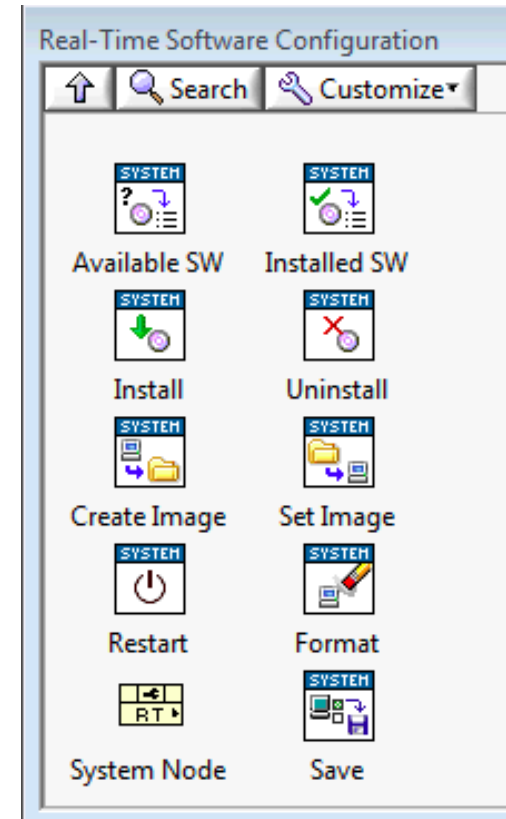 Real-Time Software Configuration
Search Customize
SYSTEM SYSTEM
?
Available SW Installed SW
SYSTEM SYSTEM
Install Uninstall
SYSTEM SYSTEM
Create Image Set Image
SYSTEM SYSTEM
Restart Format
SYSTEM
RT
System Node Save